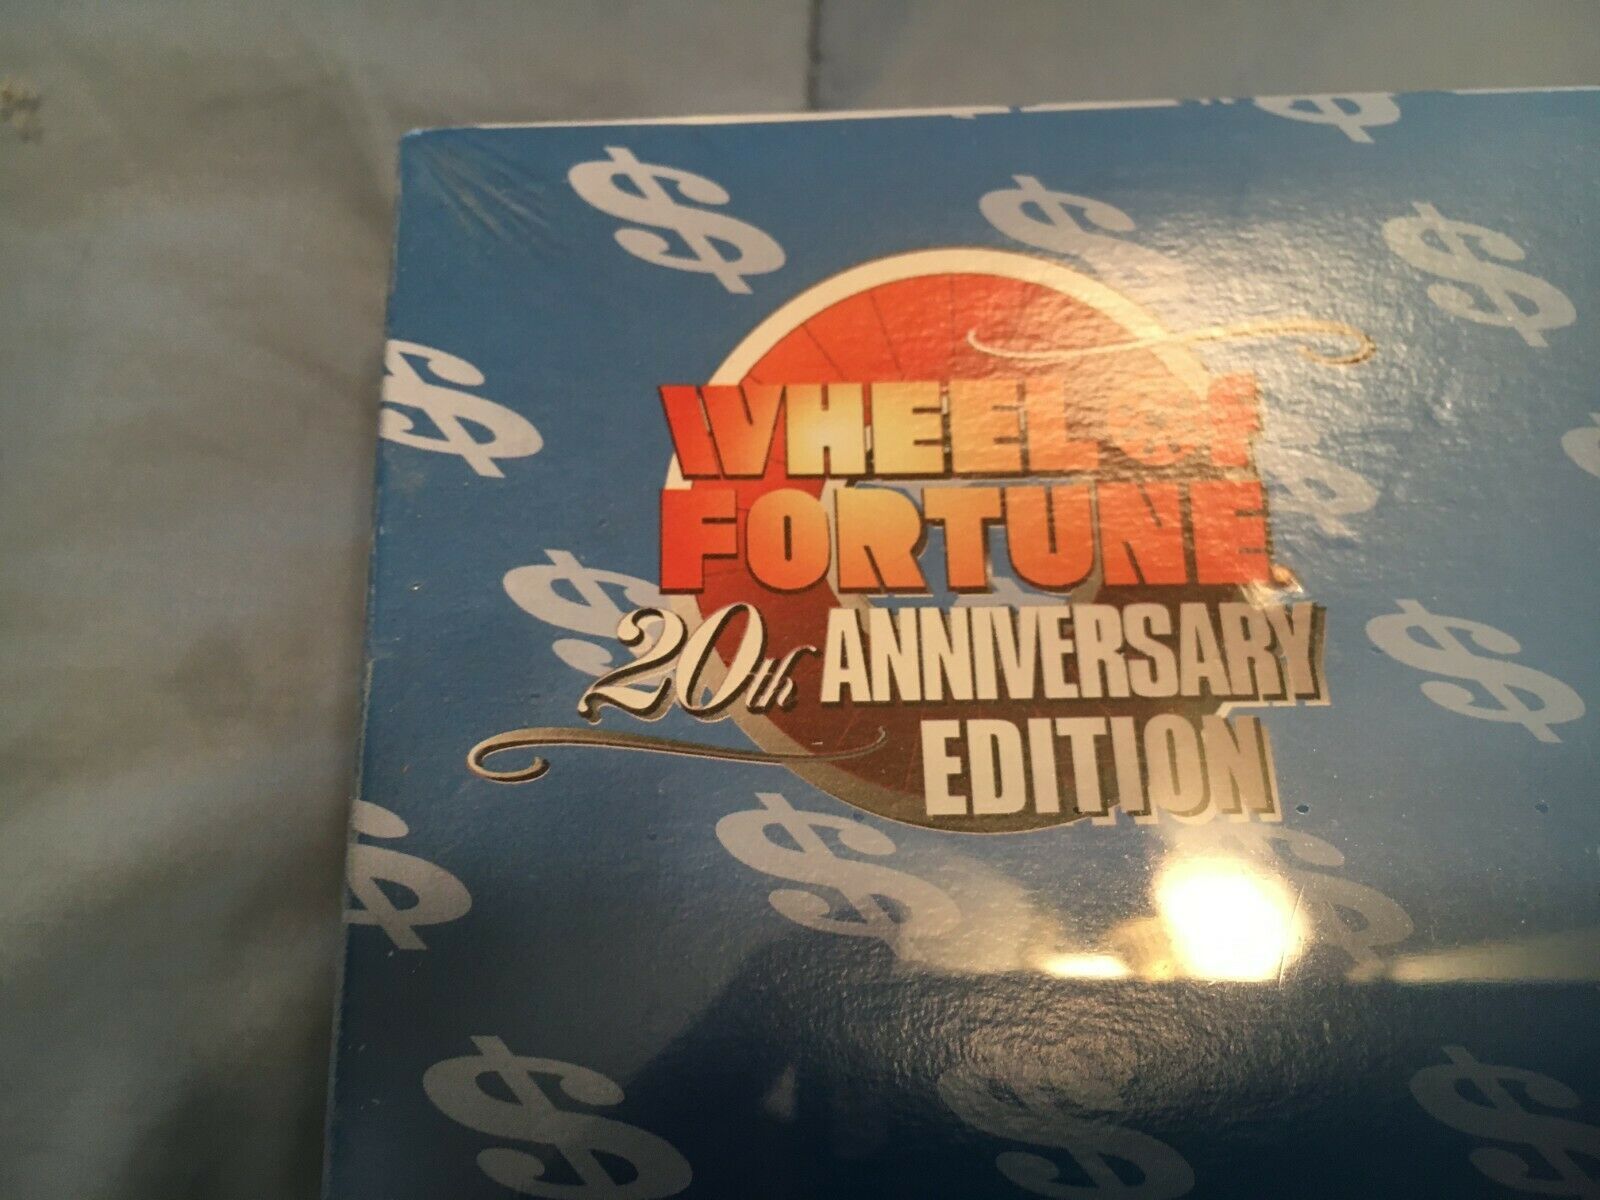 WHEEL OF
FORTUNE
20th ANNIVERSARY
EDITION